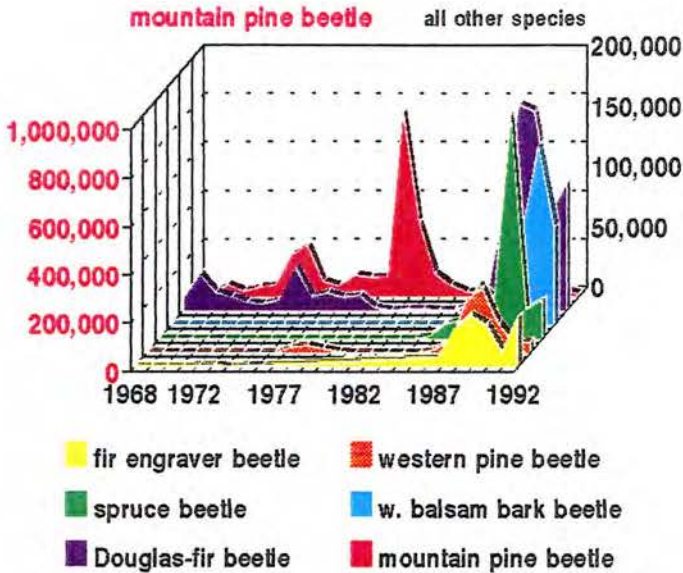 mountain pine beetle all other species
200,000
150,000
1,000,000
800,000
100,000
600,000
50,000
400,000
0
200,000
0
1968 1972 1977 1982 1987 1992
fir engraver beetle western pine beetle
spruce beetle w. balsam bark beetle
Douglas-fir beetle mountain pine beetle